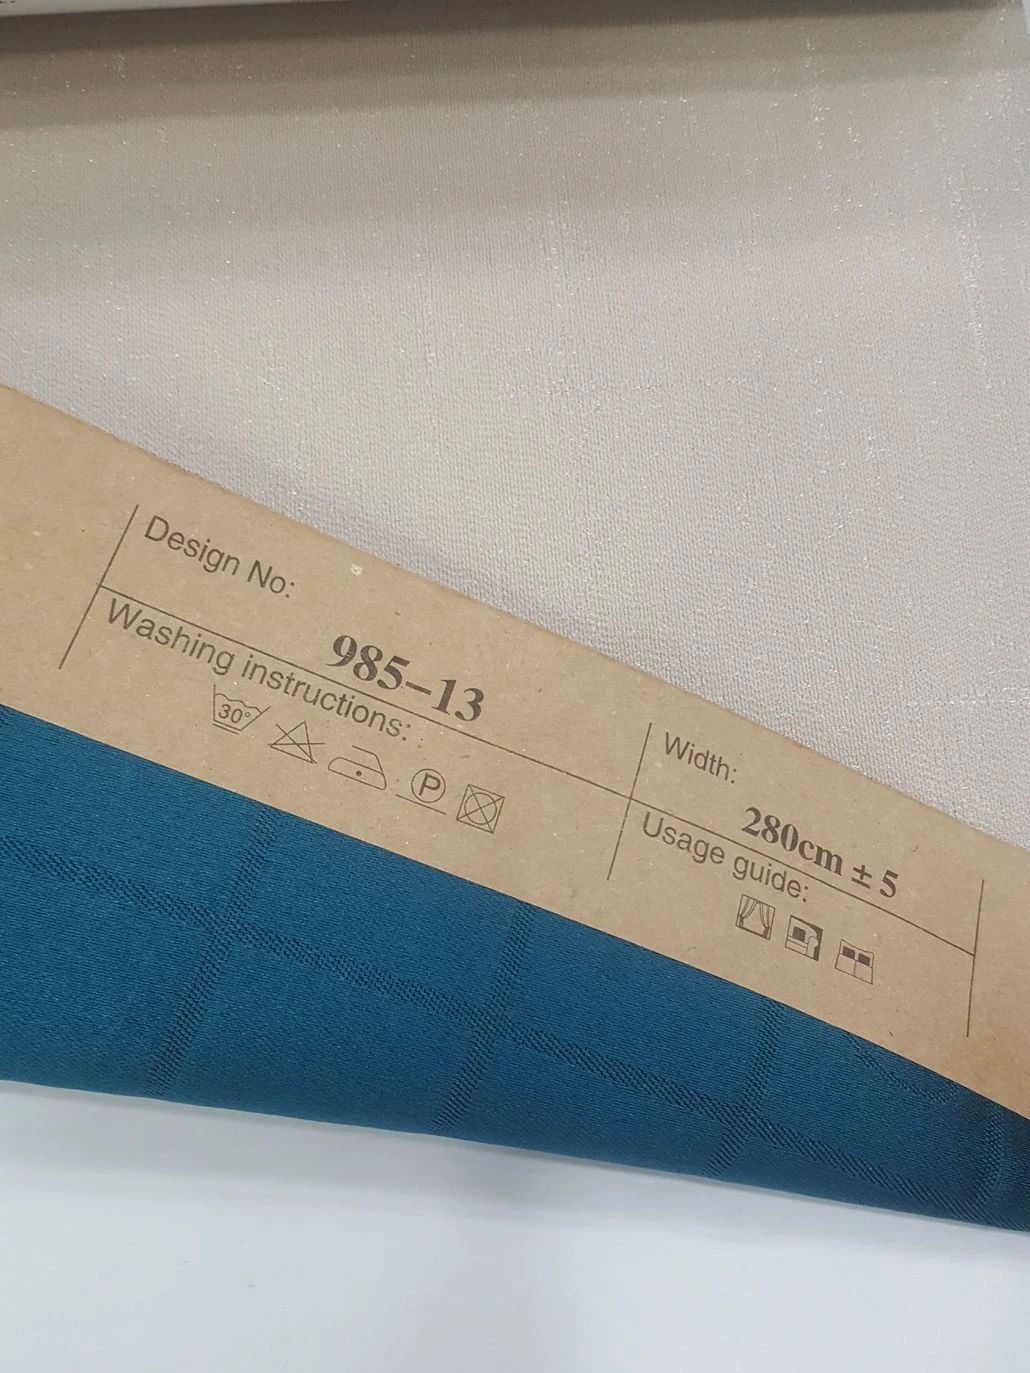 Design No:
985-13
Washing instructions:
30°
P
Width:
280cm ± 5
Usage guide: